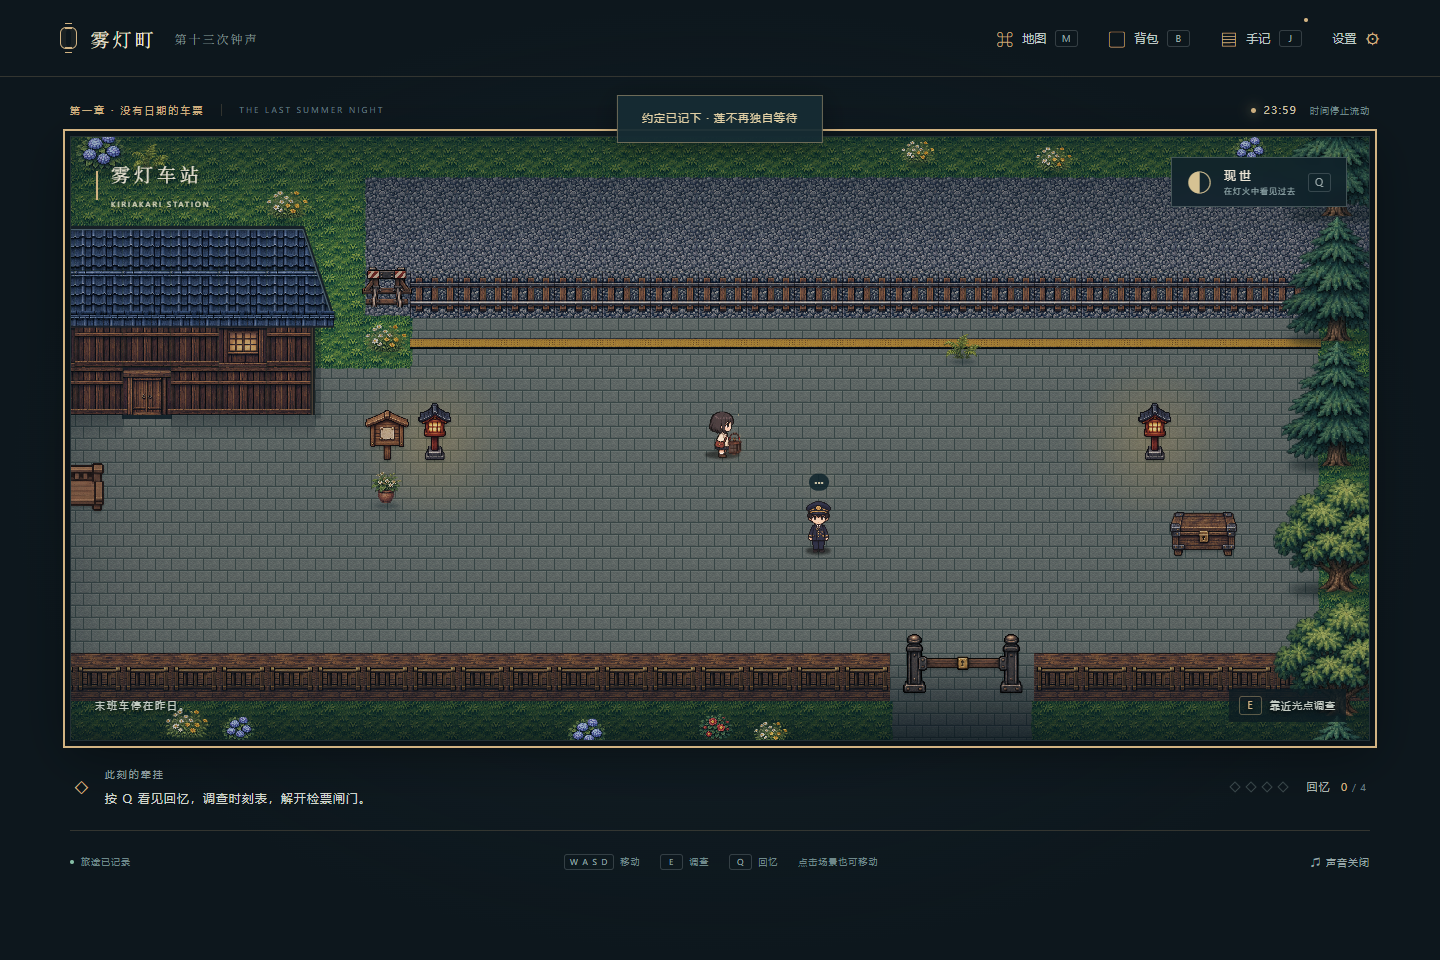 雾灯町
第十三次钟声
地图 M
背包 B
手记 J
设置
第一章 · 没有日期的车票
THE LAST SUMMER NIGHT
约定已记下 · 莲不再独自等待
23:59 时间停止流动
雾灯车站
KIRIAKARI STATION
现世
在灯火中看见过去
Q
末班车停在昨日。
E 靠近光点调查
此刻的牵挂
按 Q 看见回忆，调查时刻表，解开检票闸门。
回忆 0 / 4
旅途已记录
WASD 移动
E 调查
Q 回忆
点击场景也可移动
声音关闭